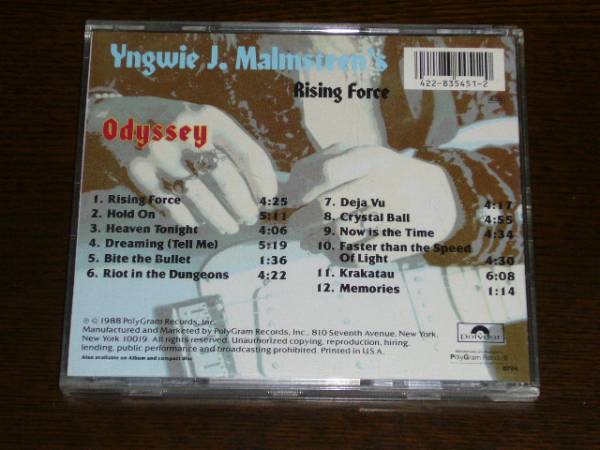 Yngwie J. Malmsteen's
Rising Force
422-835451-2
Odyssey
1. Rising Force 4:25
2. Hold On 5:11
3. Heaven Tonight 4:06
4. Dreaming (Tell Me) 5:19
5. Bite the Bullet 1:36
6. Riot in the Dungeons 4:22
7. Deja Vu 4:17
8. Crystal Ball 4:55
9. Now is the Time 4:34
10. Faster than the Speed
Of Light 4:30
11. Krakatau 6:08
12. Memories 1:14
℗ © 1988 PolyGram Records, Inc.
Manufactured and Marketed by PolyGram Records, Inc., 810 Seventh Avenue, New York,
New York 10019. All rights reserved. Unauthorized copying, reproduction, hiring,
lending, public performance and broadcasting prohibited. Printed in U.S.A.
Also available on Album and compact disc
polydor
PolyGram Records